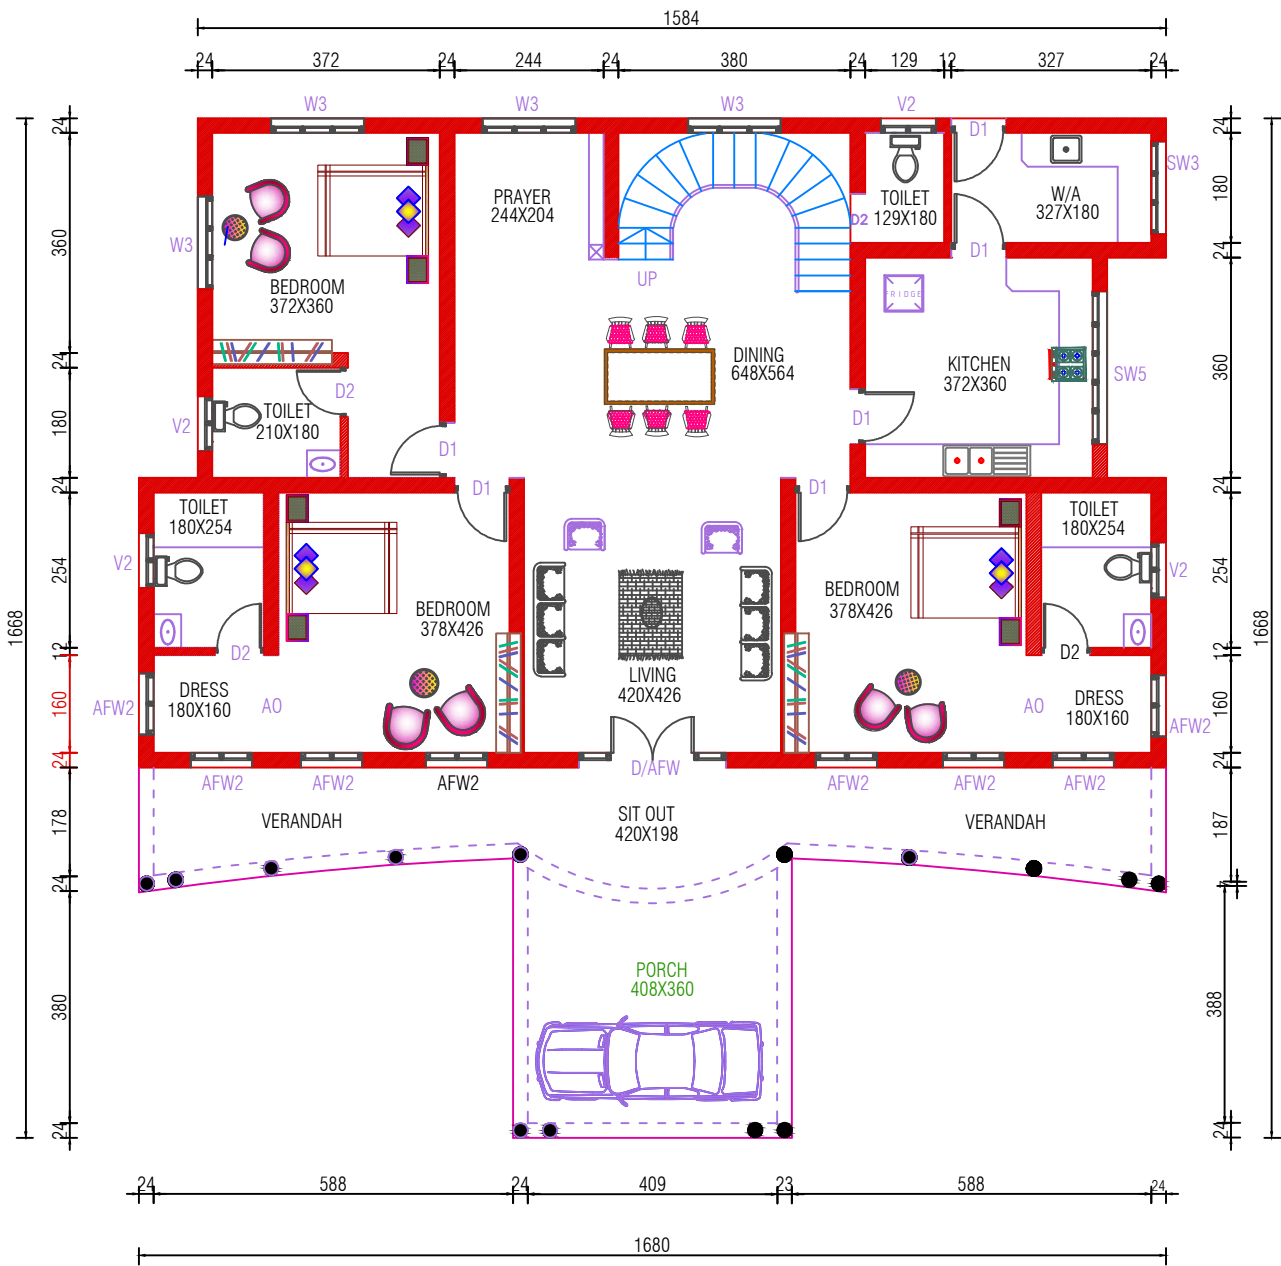 1584
24
372
24
244
24
380
24
129
12
327
24
W3
W3
W3
V2
D1
SW3
24
360
24
180
24
254
12
160
24
178
24
380
24
1668
24
180
24
360
24
254
12
160
24
187
388
24
1668
PRAYER
244X204
TOILET
129X180
W/A
327X180
D2
W3
D1
BEDROOM
372X360
UP
FRIDGE
DINING
648X564
KITCHEN
372X360
SW5
D2
TOILET
210X180
V2
D1
D1
D1
D1
TOILET
180X254
TOILET
180X254
V2
V2
BEDROOM
378X426
BEDROOM
378X426
D2
D2
LIVING
420X426
DRESS
180X160
AO
AO
DRESS
180X160
AFW2
AFW2
D/AFW
AFW2
AFW2
AFW2
AFW2
AFW2
AFW2
VERANDAH
SIT OUT
420X198
VERANDAH
PORCH
408X360
24
588
24
409
23
588
24
1680